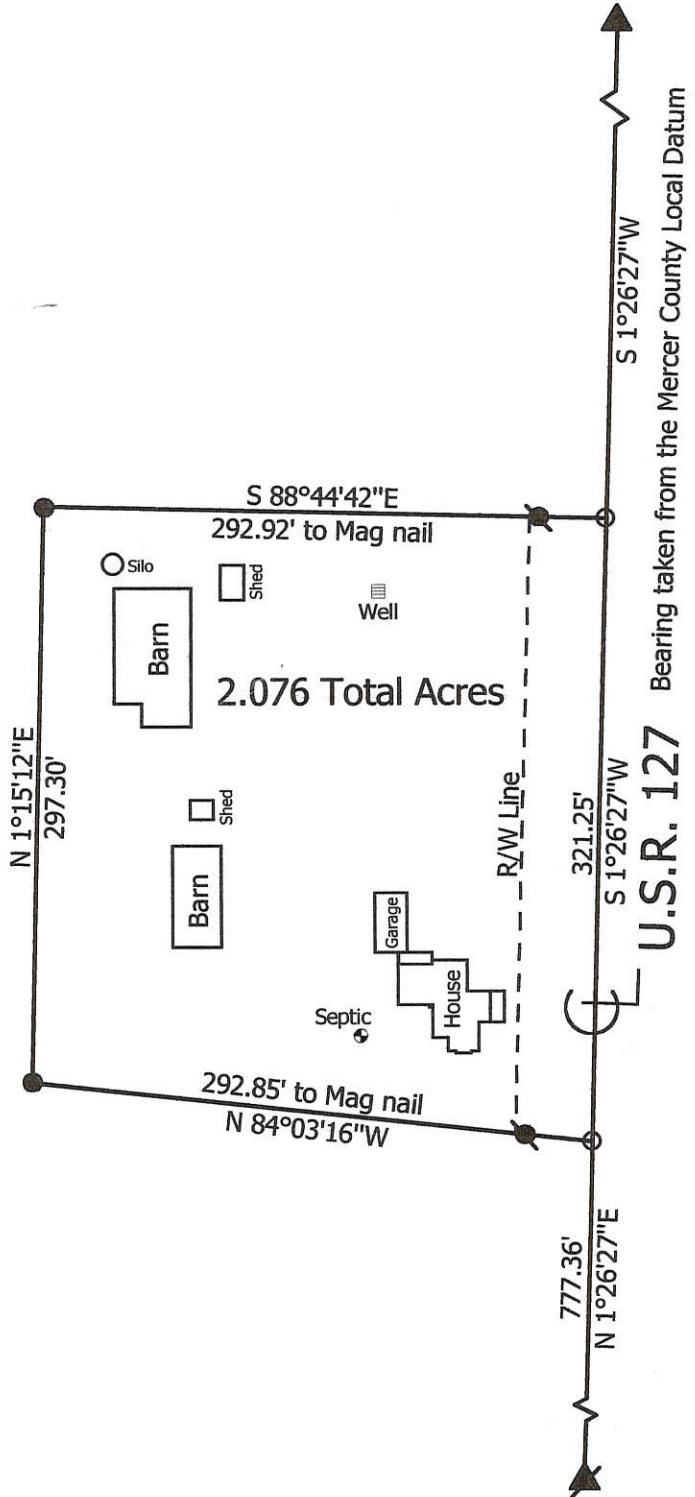 N 1°15'12"E
297.30'
S 88°44'42"E
292.92' to Mag nail
Silo
Shed
Barn
Well
2.076 Total Acres
Shed
Barn
Garage
House
Septic
292.85' to Mag nail
N 84°03'16"W
R/W Line
777.36'
N 1°26'27"E
321.25'
S 1°26'27"W
S 1°26'27"W
U.S.R. 127
Bearing taken from the Mercer County Local Datum